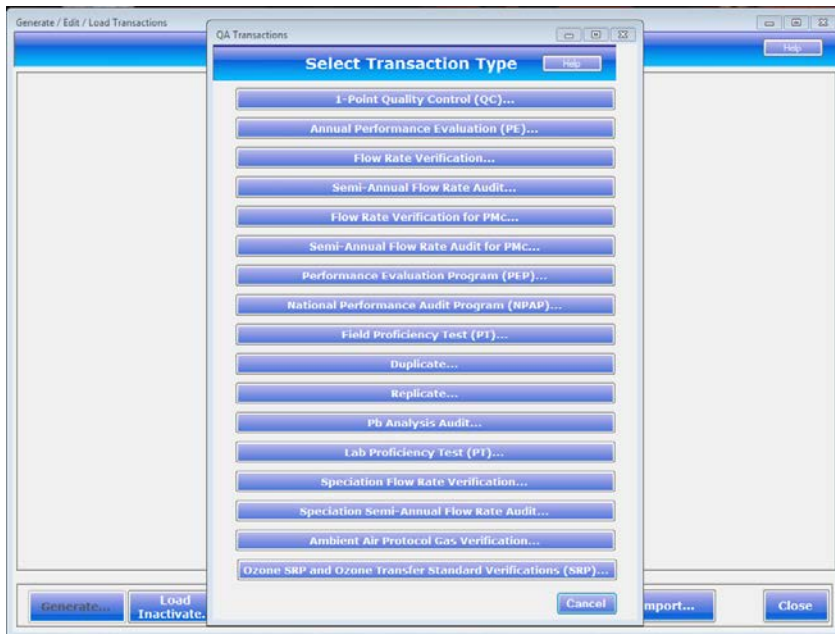 Generate / Edit / Load Transactions
Help
QA Transactions
Select Transaction Type
Help
1-Point Quality Control (QC)...
Annual Performance Evaluation (PE)...
Flow Rate Verification...
Semi-Annual Flow Rate Audit...
Flow Rate Verification for PMc...
Semi-Annual Flow Rate Audit for PMc...
Performance Evaluation Program (PEP)...
National Performance Audit Program (NPAP)...
Field Proficiency Test (PT)...
Duplicate...
Replicate...
Pb Analysis Audit...
Lab Proficiency Test (PT)...
Speciation Flow Rate Verification...
Speciation Semi-Annual Flow Rate Audit...
Ambient Air Protocol Gas Verification...
Ozone SRP and Ozone Transfer Standard Verifications (SRP)...
Cancel
Generate...
Load
Inactivate.
mport...
Close